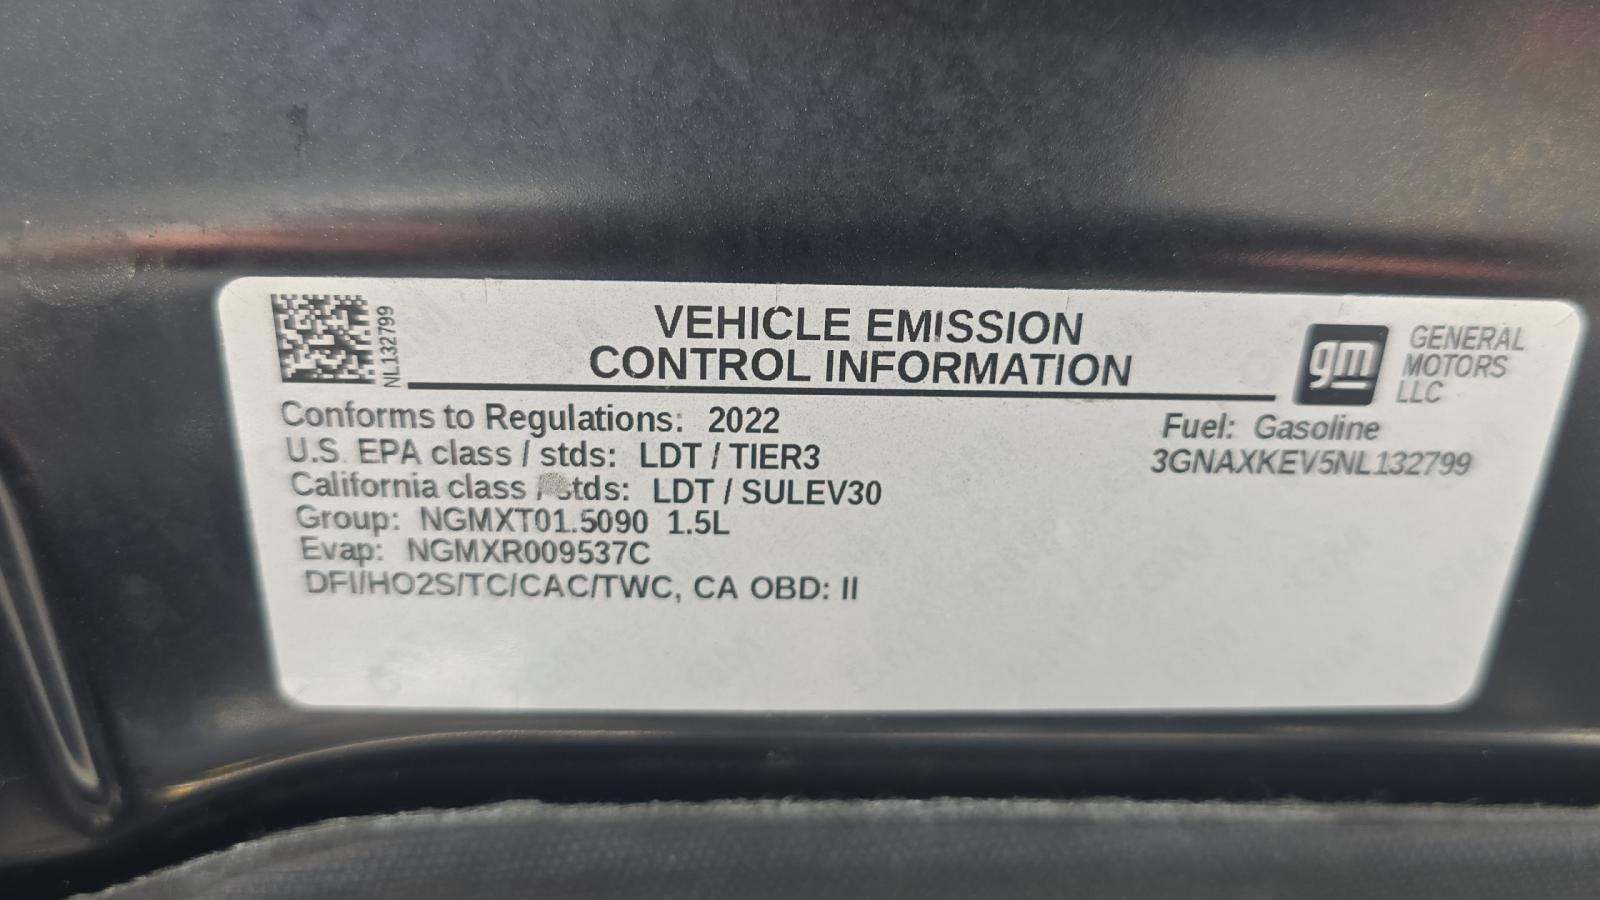 NL132799
VEHICLE EMISSION
CONTROL INFORMATION
gm
GENERAL
MOTORS
LLC
Conforms to Regulations: 2022
U.S. EPA class / stds: LDT / TIER3
California class / stds: LDT / SULEV30
Group: NGMXT01.5090 1.5L
Evap: NGMXR009537C
DFI/HO2S/TC/CAC/TWC, CA OBD: II
Fuel: Gasoline
3GNAXKEV5NL132799